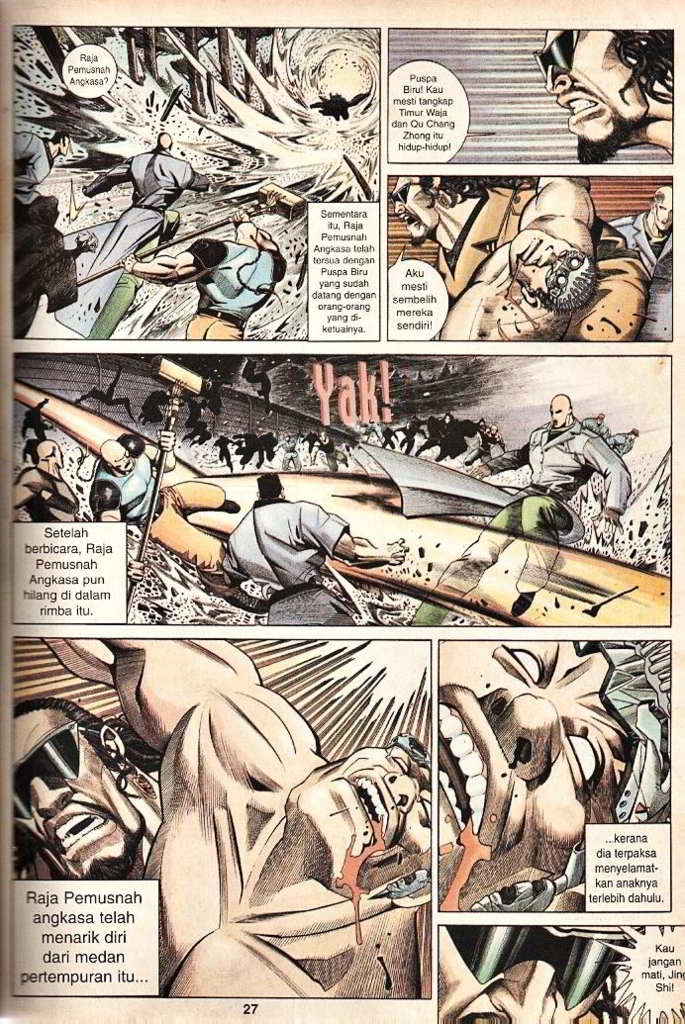 Raja
Pemusnah
Angkasa?
Sementara
itu, Raja
Pemusnah
Angkasa telah
tersua dengan
Puspa Biru
yang sudah
datang dengan
orang-orang
yang di-
ketuainya.
Puspa
Biru! Kau
mesti tangkap
Timur Waja
dan Qu Chang
Zhong itu
hidup-hidup!
Aku
mesti
sembelih
mereka
sendiri!
Yak!
Setelah
berbicara, Raja
Pemusnah
Angkasa pun
hilang di dalam
rimba itu.
Raja Pemusnah
angkasa telah
menarik diri
dari medan
pertempuran itu...
...kerana
dia terpaksa
menyelamat-
kan anaknya
terlebih dahulu.
Kau
jangan
mati, Jing
Shi!
27